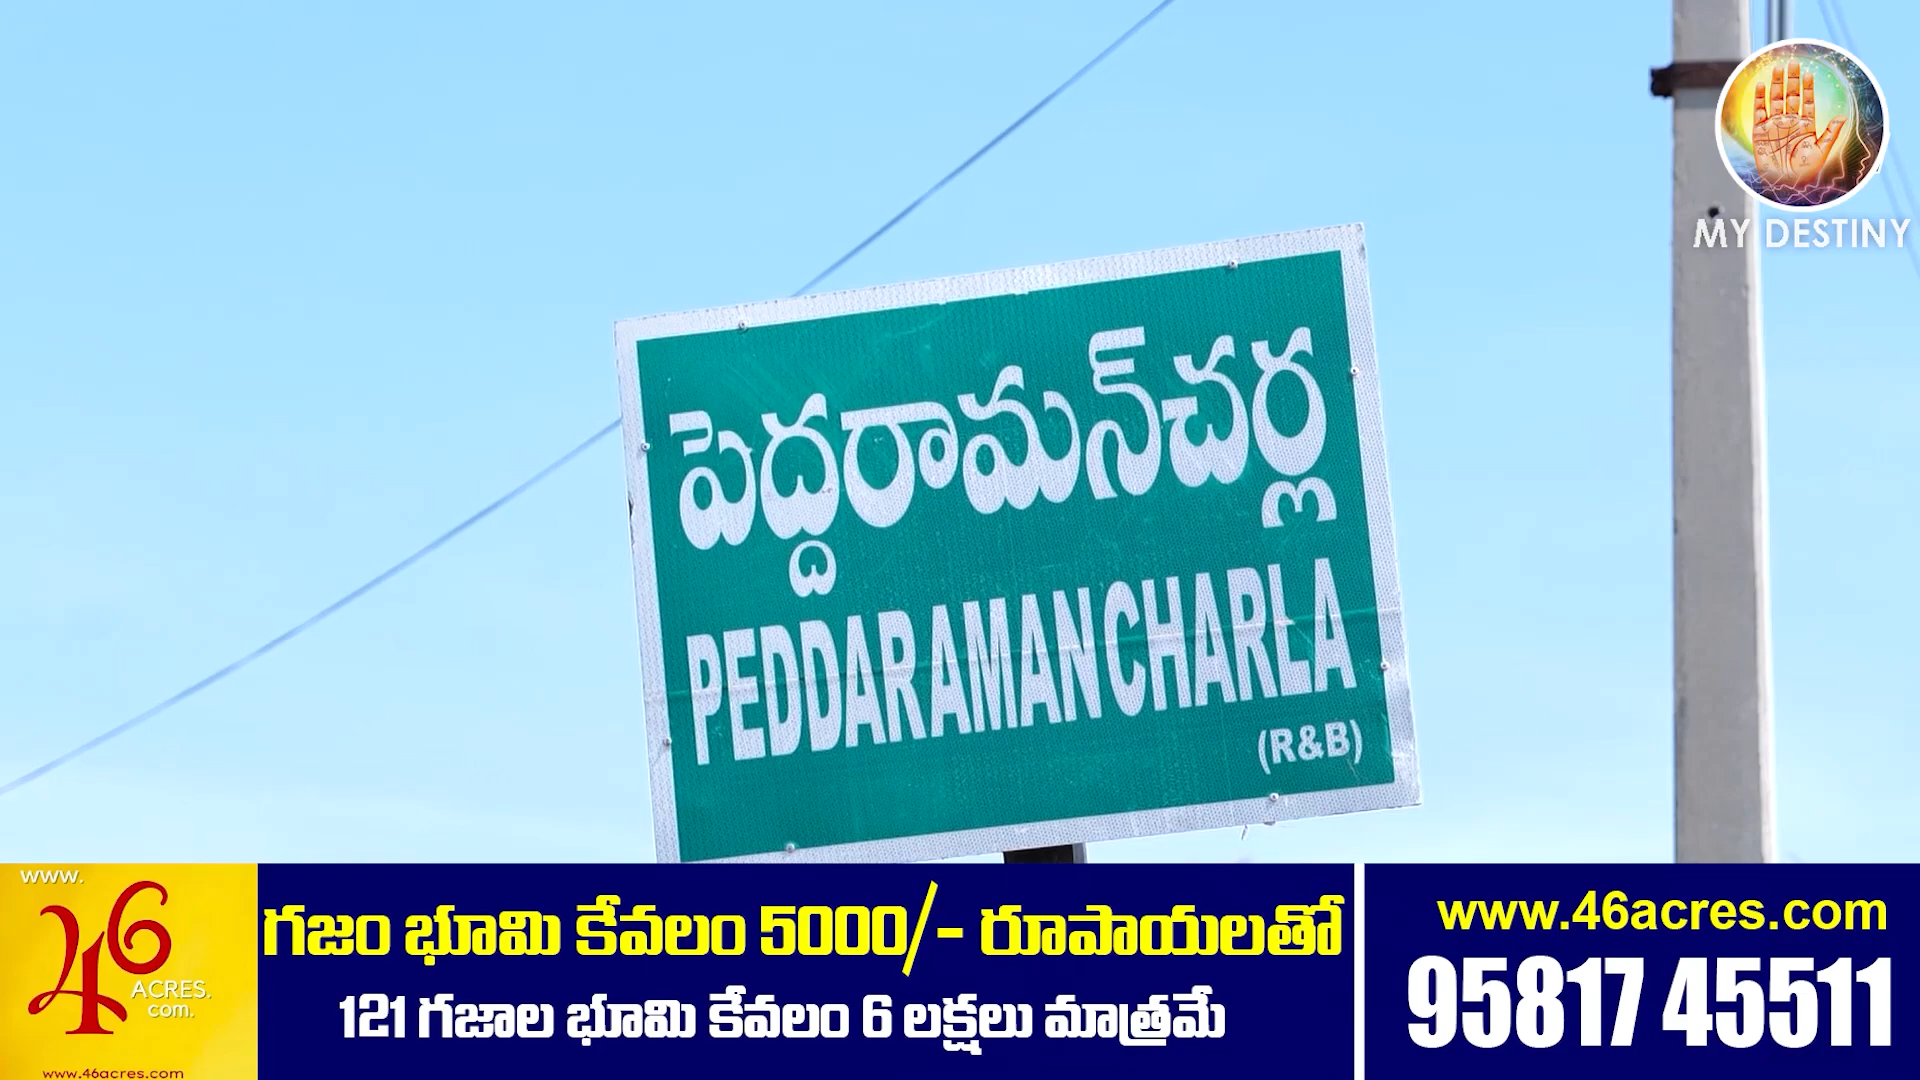 MY DESTINY
పెద్దరామన్‌చర్ల
PEDDARAMANCHARLA
(R&B)
www.
46
ACRES.
com.
www.46acres.com
గజం భూమి కేవలం 5000/- రూపాయలతో
121 గజాల భూమి కేవలం 6 లక్షలు మాత్రమే
www.46acres.com
95817 45511